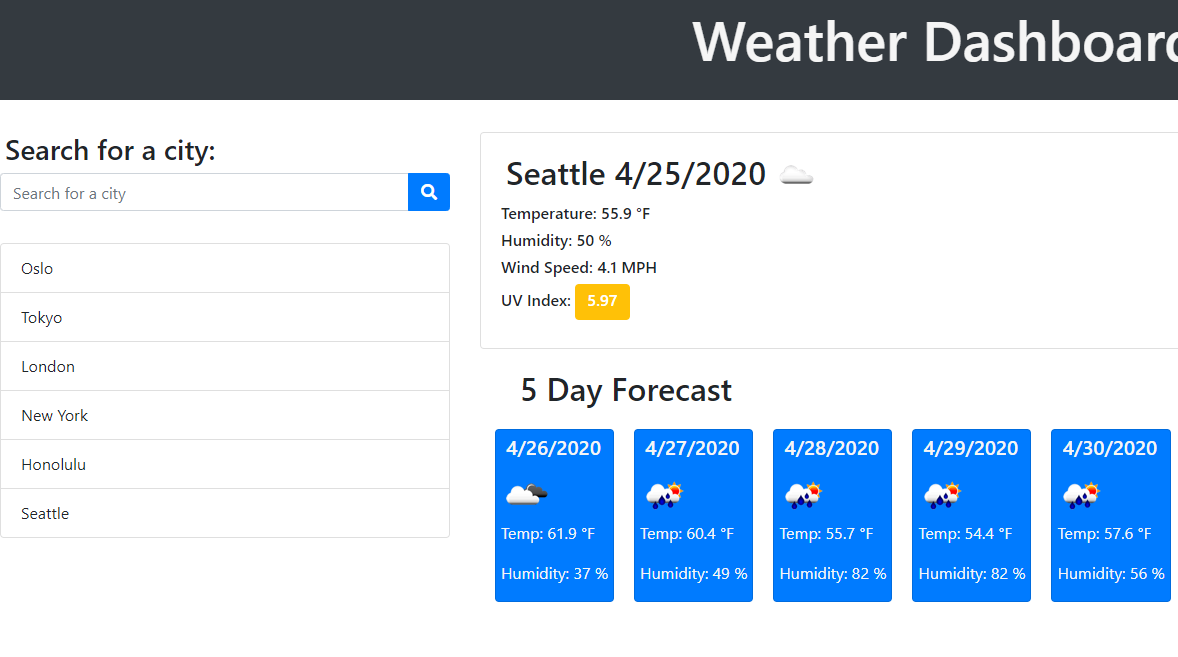 Weather Dashboard
Search for a city:
Search for a city
Oslo
Tokyo
London
New York
Honolulu
Seattle
Seattle 4/25/2020
Temperature: 55.9 °F
Humidity: 50 %
Wind Speed: 4.1 MPH
UV Index: 5.97
5 Day Forecast
4/26/2020
Temp: 61.9 °F
Humidity: 37 %
4/27/2020
Temp: 60.4 °F
Humidity: 49 %
4/28/2020
Temp: 55.7 °F
Humidity: 82 %
4/29/2020
Temp: 54.4 °F
Humidity: 82 %
4/30/2020
Temp: 57.6 °F
Humidity: 56 %